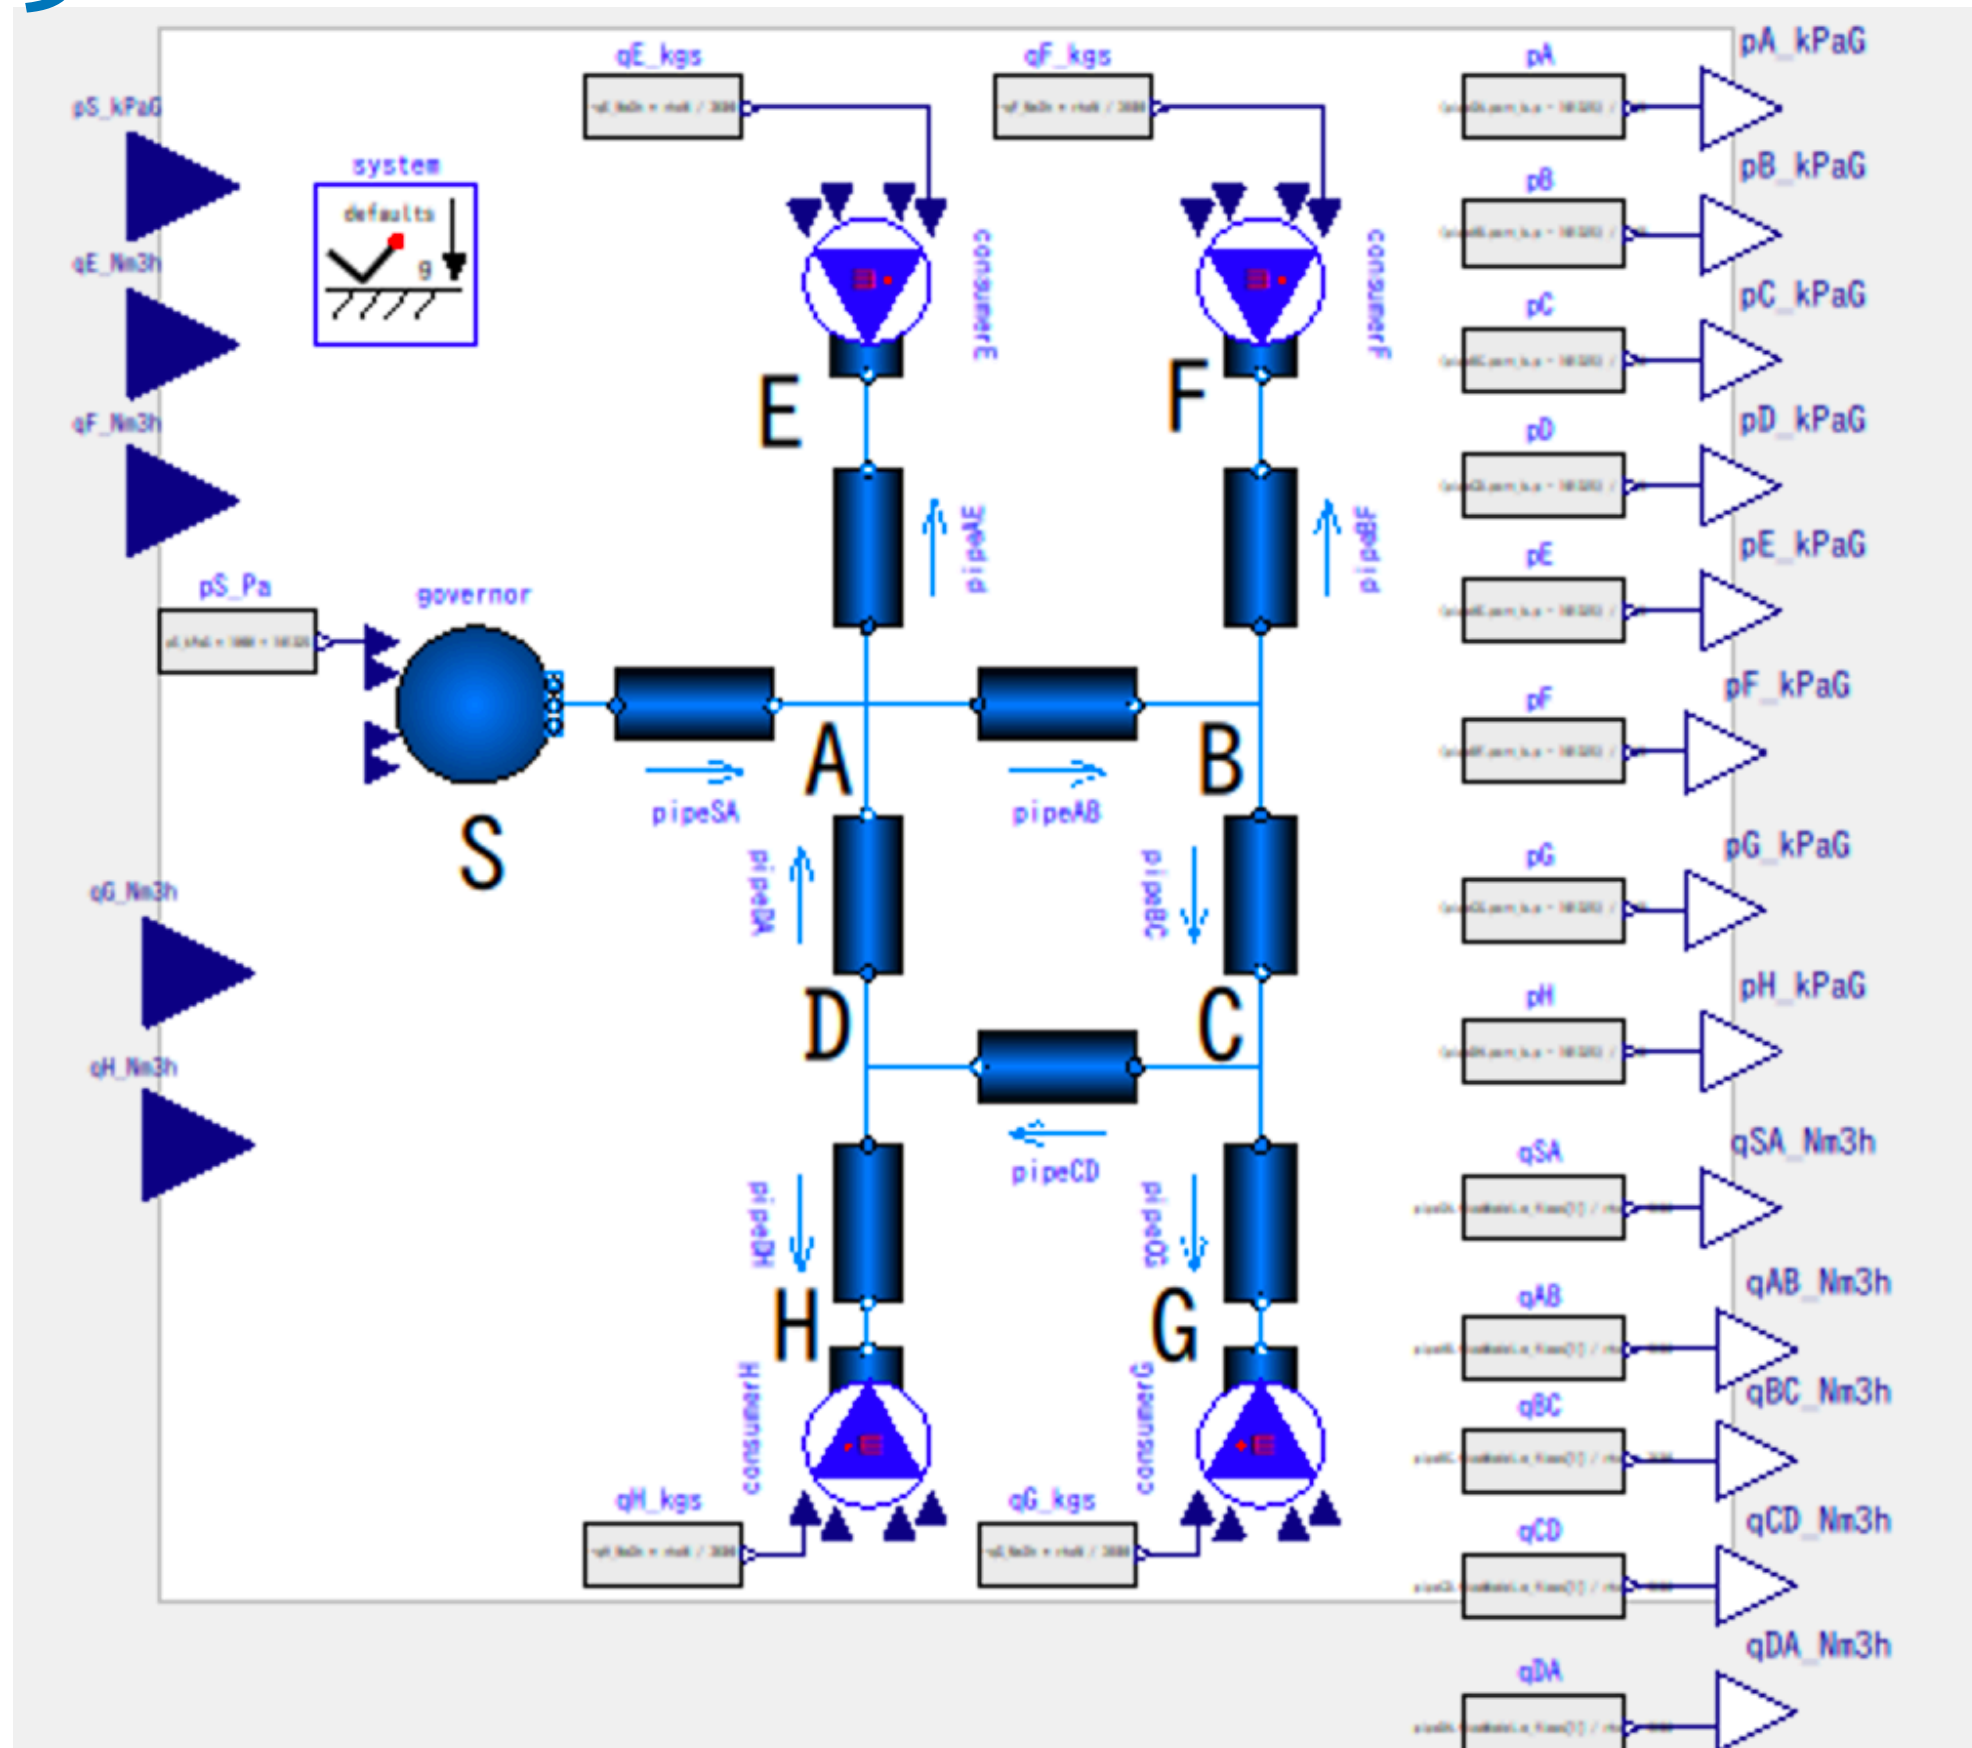 pS_kPaG
qE_Nm3h
qF_Nm3h
system
defaults
g
qE_kgs
qF_kgs
consumerE
consumerF
E
F
pipeAE
pipeBF
pS_Pa
governor
S
pipeSA
A
pipeAB
B
pipeDA
pipeBC
D
C
pipeCD
qG_Nm3h
qH_Nm3h
pipeDH
pipeCG
H
G
consumerH
consumerG
qH_kgs
qG_kgs
pA
pA_kPaG
pB
pB_kPaG
pC
pC_kPaG
pD
pD_kPaG
pE
pE_kPaG
pF
pF_kPaG
pG
pG_kPaG
pH
pH_kPaG
qSA
qSA_Nm3h
qAB
qAB_Nm3h
qBC
qBC_Nm3h
qCD
qCD_Nm3h
qDA
qDA_Nm3h